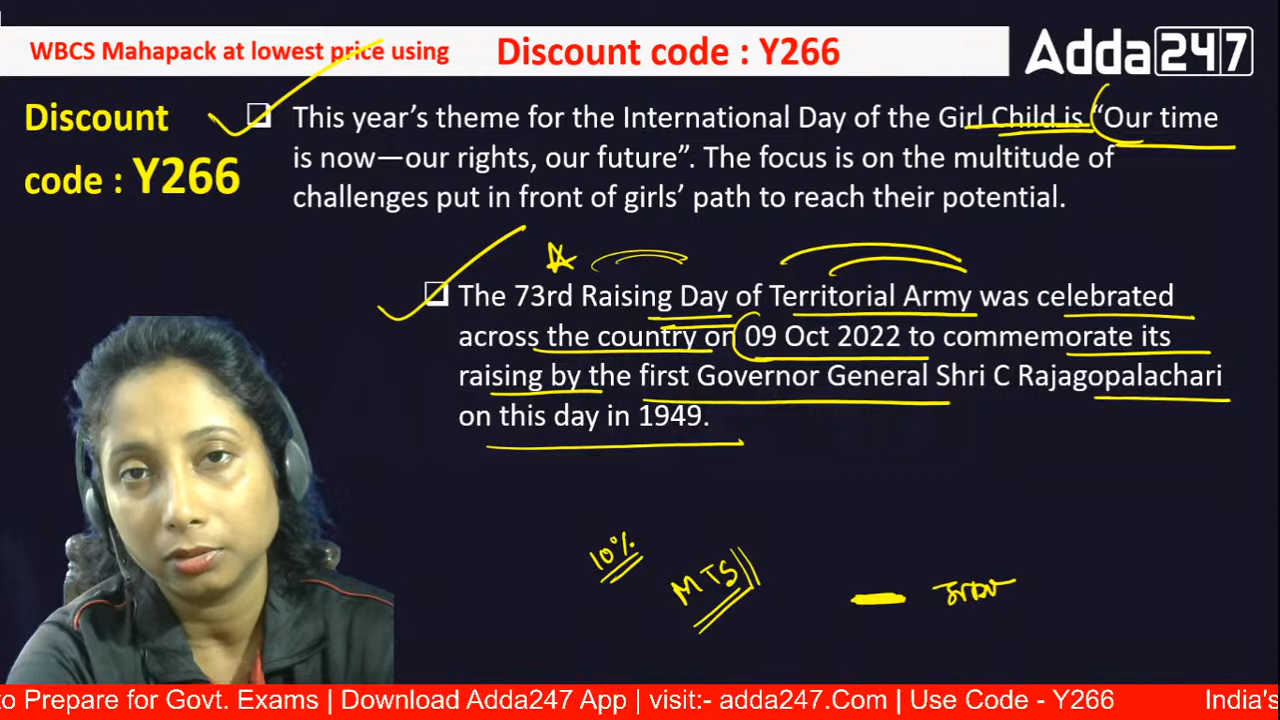 WBCS Mahapack at lowest price using
Discount code : Y266
Adda247
Discount
code : Y266
This year's theme for the International Day of the Girl Child is “Our time
is now—our rights, our future”. The focus is on the multitude of
challenges put in front of girls' path to reach their potential.
The 73rd Raising Day of Territorial Army was celebrated
across the country on 09 Oct 2022 to commemorate its
raising by the first Governor General Shri C Rajagopalachari
on this day in 1949.
10%
MTS
to Prepare for Govt. Exams | Download Adda247 App | visit:- adda247.Com | Use Code - Y266 India's